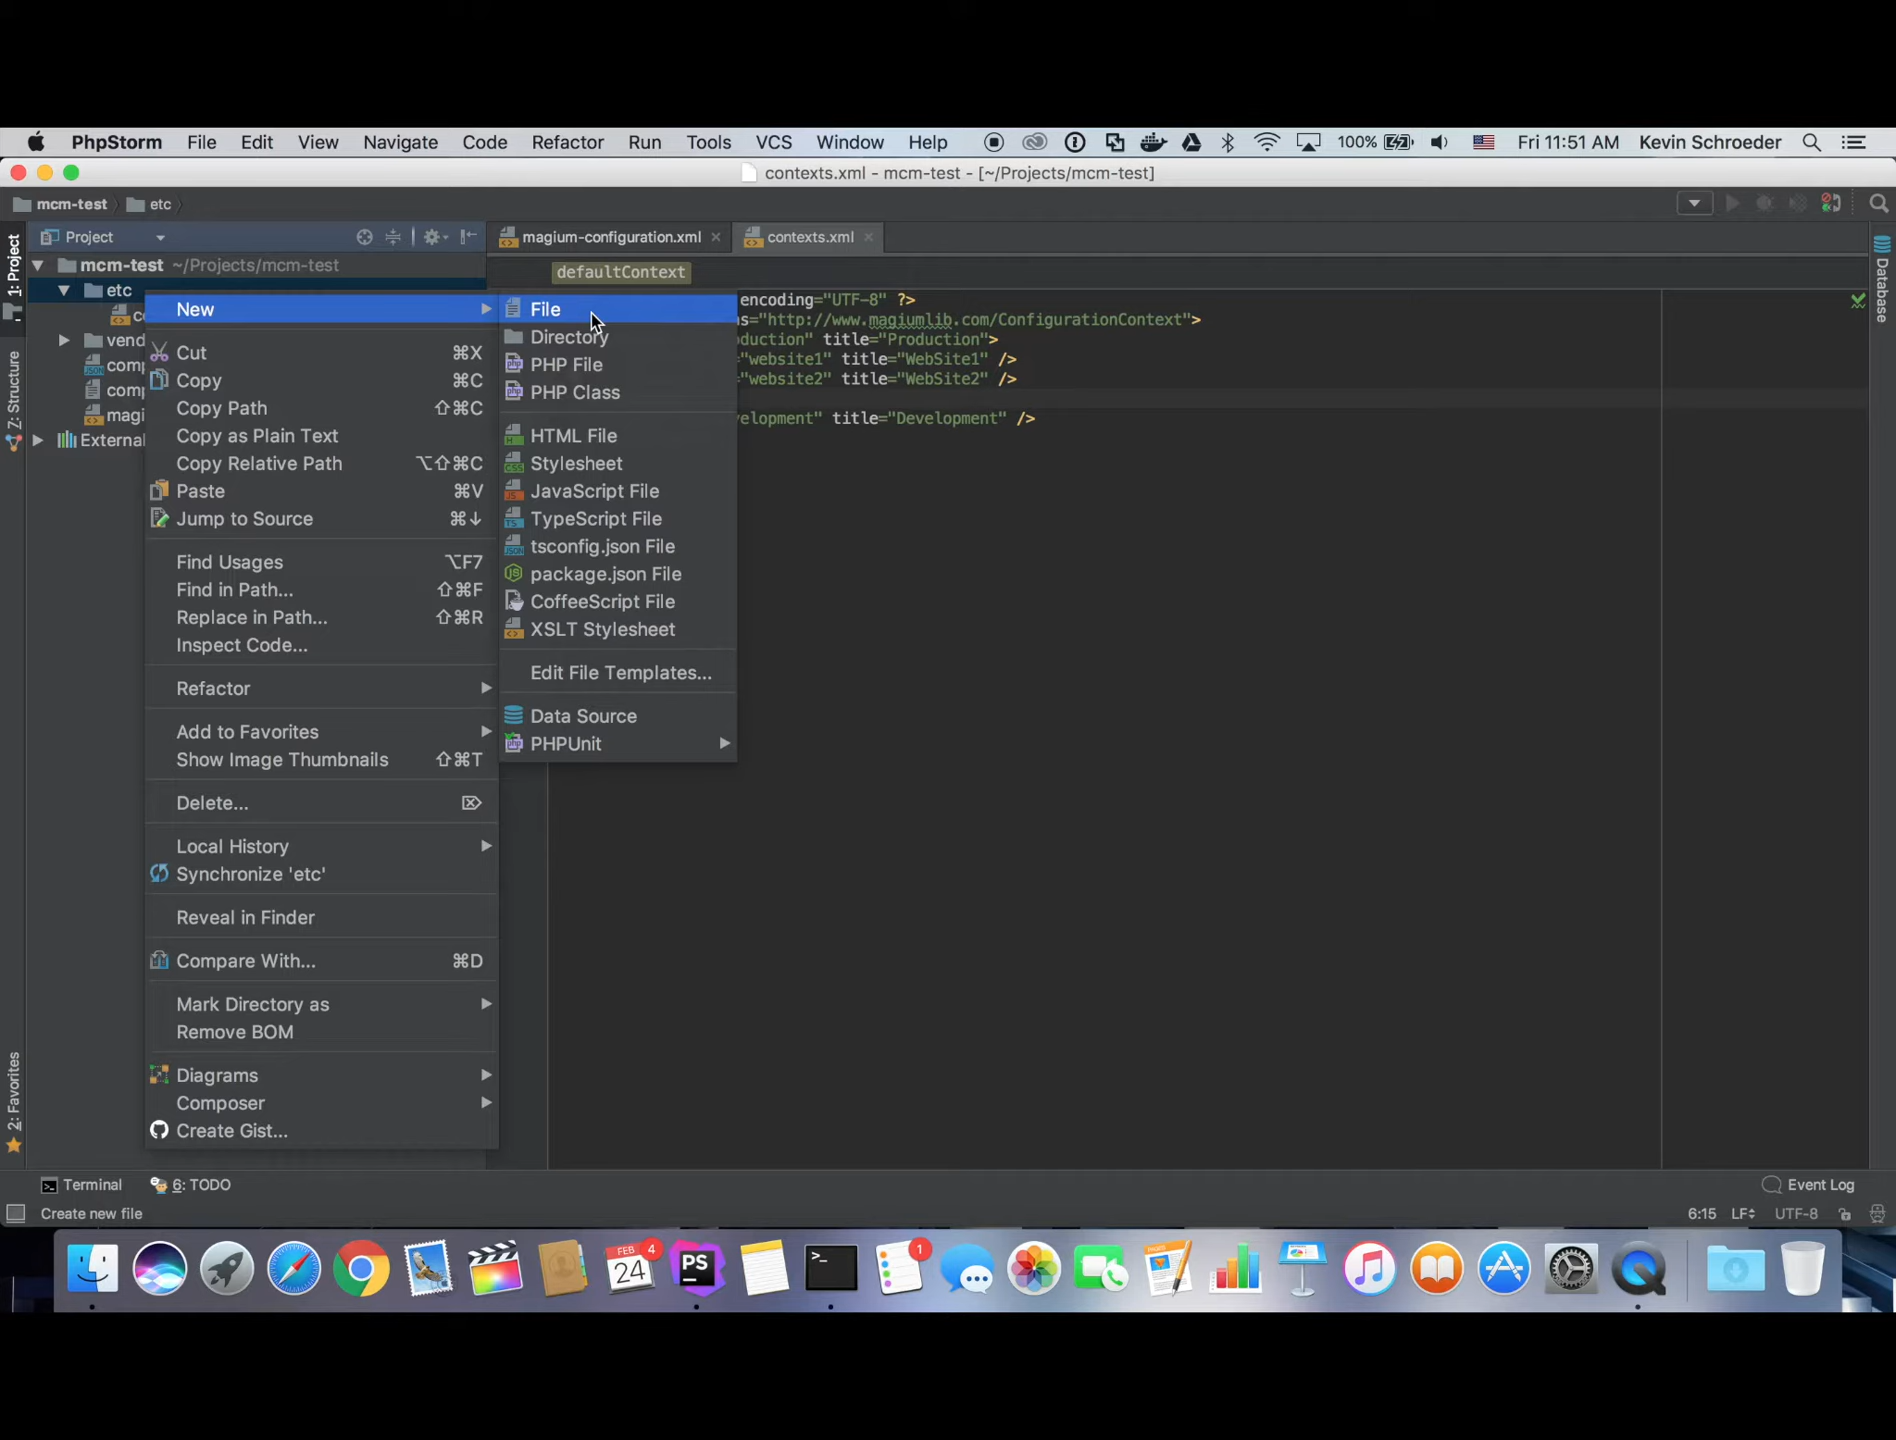 PhpStorm File Edit View Navigate Code Refactor Run Tools VCS Window Help 100% Fri 11:51 AM Kevin Schroeder
contexts.xml - mcm-test - [~/Projects/mcm-test]
mcm-test etc
Project magium-configuration.xml contexts.xml
mcm-test ~/Projects/mcm-test
defaultContext
etc
encoding="UTF-8" ?>
="http://www.magiumlib.com/ConfigurationContext">
title="Production">
="website1" title="WebSite1" />
="website2" title="WebSite2" />
title="Development" />
External
New
Cut ⌘X
Copy ⌘C
Copy Path ⇧⌘C
Copy as Plain Text
Copy Relative Path ⌥⇧⌘C
Paste ⌘V
Jump to Source ⌘↓
Find Usages ⌥F7
Find in Path... ⇧⌘F
Replace in Path... ⇧⌘R
Inspect Code...
Refactor
Add to Favorites
Show Image Thumbnails ⇧⌘T
Delete... ⌦
Local History
Synchronize 'etc'
Reveal in Finder
Compare With... ⌘D
Mark Directory as
Remove BOM
Diagrams
Composer
Create Gist...
File
Directory
PHP File
PHP Class
HTML File
Stylesheet
JavaScript File
TypeScript File
tsconfig.json File
package.json File
CoffeeScript File
XSLT Stylesheet
Edit File Templates...
Data Source
PHPUnit
1: Project
Z: Structure
2: Favorites
Database
Terminal 6: TODO Event Log
Create new file 6:15 LF÷ UTF-8
FEB 24 4 PS >_ 1